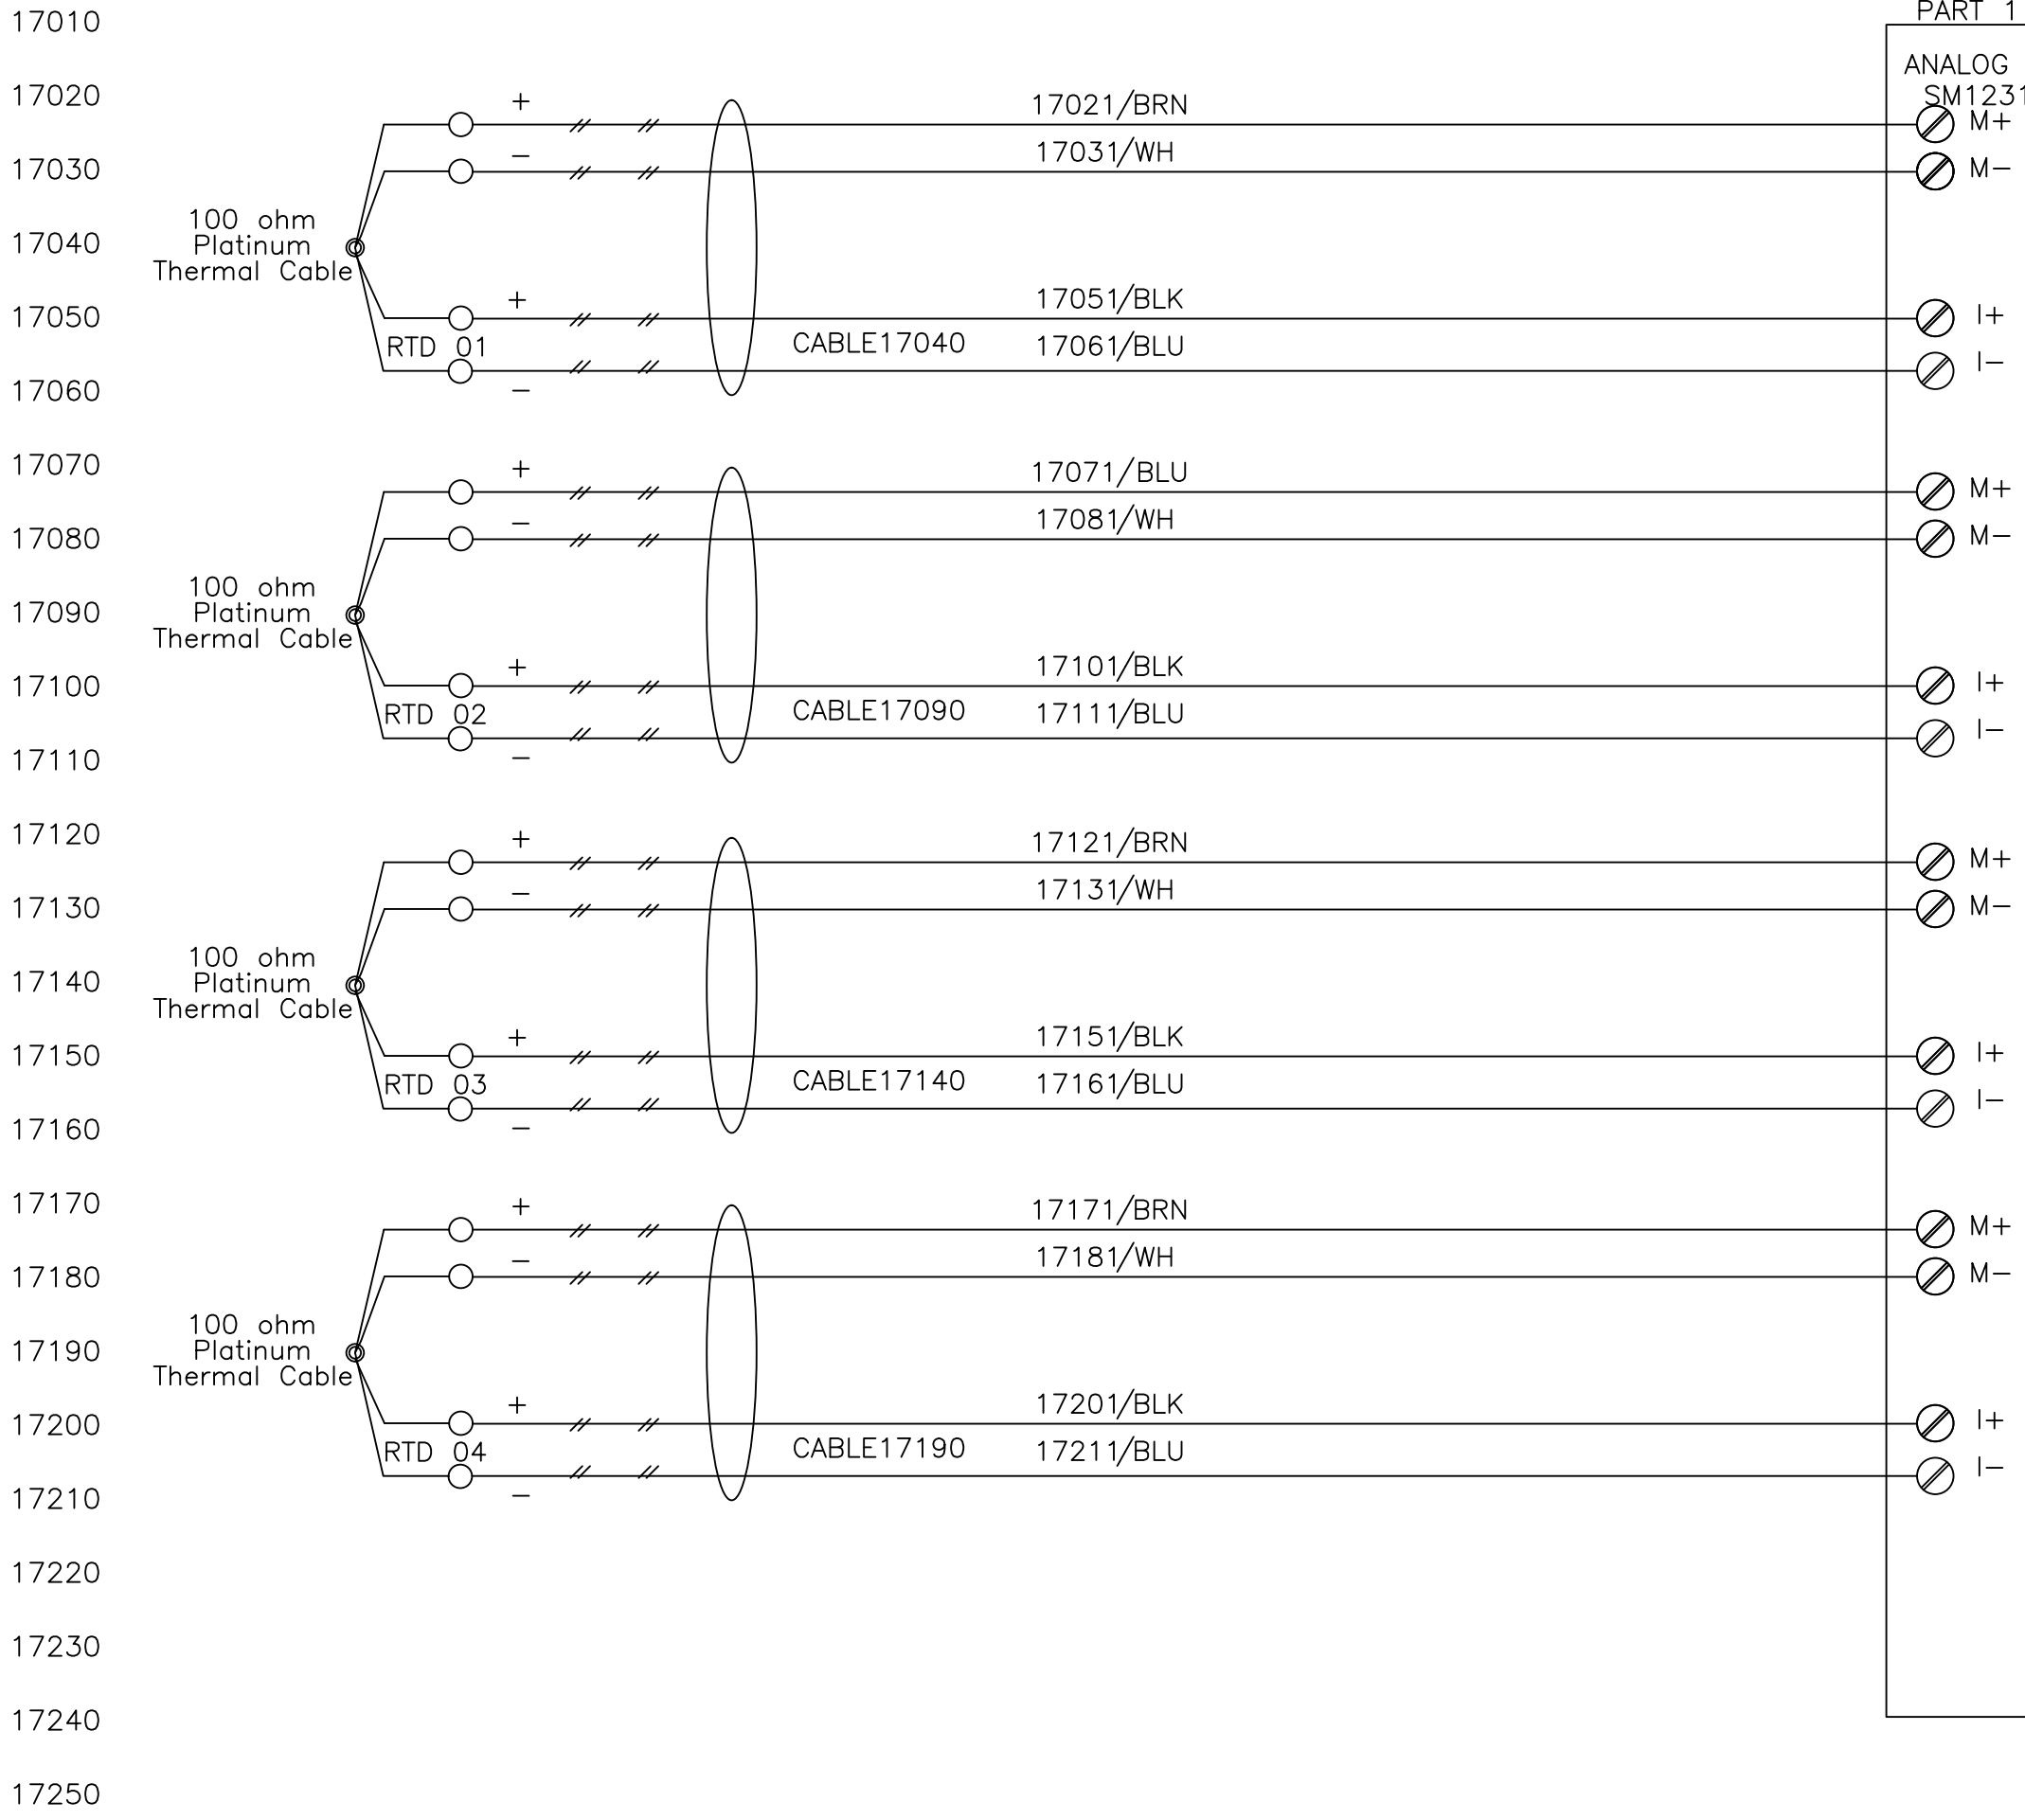 PART 1
17010
ANALOG
17020
SM1231
+
17021/BRN
M+
-
17031/WH
17030
M-
100 ohm
17040
Platinum
Thermal Cable
+
17051/BLK
I+
17050
RTD 01
CABLE17040
17061/BLU
I-
17060
-
17070
+
17071/BLU
M+
-
17081/WH
17080
M-
100 ohm
17090
Platinum
Thermal Cable
+
17101/BLK
17100
I+
RTD 02
CABLE17090
17111/BLU
I-
17110
-
17120
+
17121/BRN
M+
-
17131/WH
17130
M-
100 ohm
17140
Platinum
Thermal Cable
+
17151/BLK
17150
I+
RTD 03
CABLE17140
17161/BLU
I-
17160
-
17170
+
17171/BRN
M+
-
17181/WH
17180
M-
100 ohm
17190
Platinum
Thermal Cable
+
17201/BLK
17200
I+
RTD 04
CABLE17190
17211/BLU
I-
17210
-
17220
17230
17240
17250